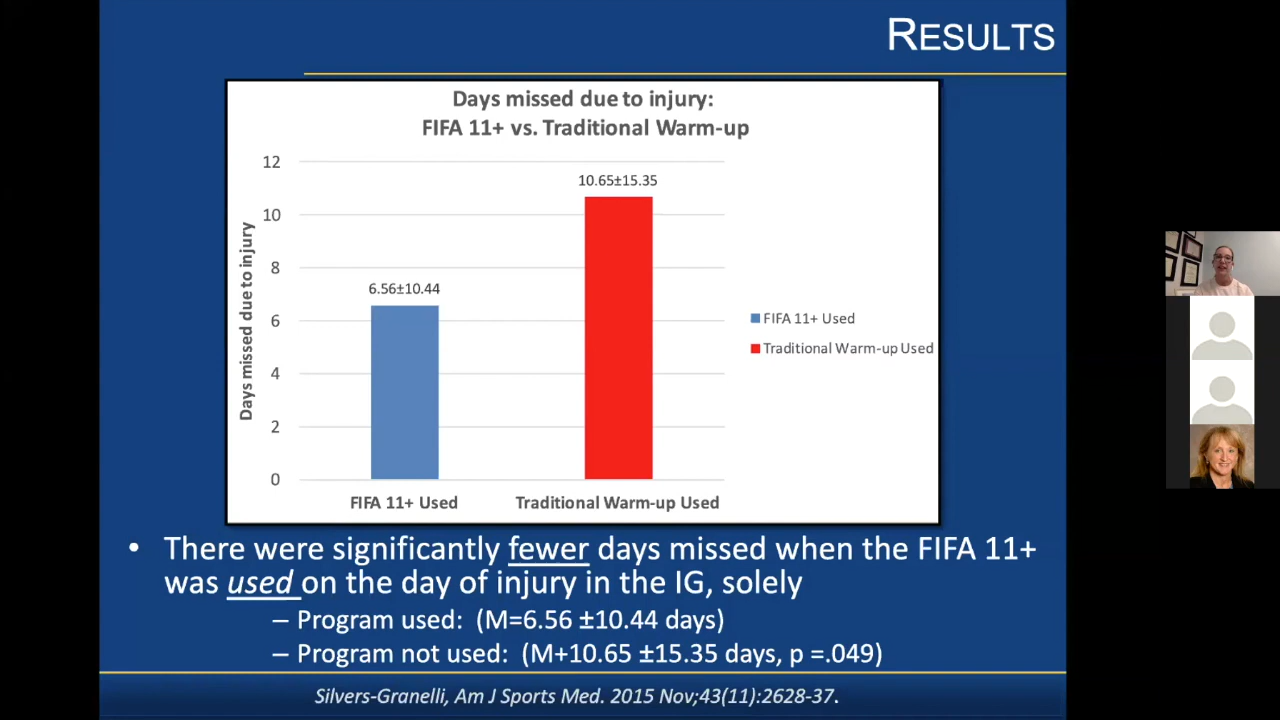 RESULTS
Days missed due to injury:
FIFA 11+ vs. Traditional Warm-up
12
10
8
6
4
2
0
Days missed due to injury
10.65±15.35
6.56±10.44
FIFA 11+ Used
Traditional Warm-up Used
FIFA 11+ Used
Traditional Warm-up Used
• There were significantly fewer days missed when the FIFA 11+
was used on the day of injury in the IG, solely
– Program used: (M=6.56 ±10.44 days)
– Program not used: (M+10.65 ±15.35 days, p =.049)
Silvers-Granelli, Am J Sports Med. 2015 Nov;43(11):2628-37.